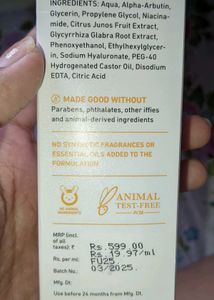 INGREDIENTS: Aqua, Alpha-Arbutin,
Glycerin, Propylene Glycol, Niacina-
mide, Citrus Junos Fruit Extract,
Glycyrrhiza Glabra Root Extract,
Phenoxyethanol, Ethylhexylglycer-
in, Sodium Hyaluronate, PEG-40
Hydrogenated Castor Oil, Disodium
EDTA, Citric Acid
MADE GOOD WITHOUT
Parabens, phthalates, other iffies
and animal-derived ingredients
NO SYNTHETIC FRAGRANCES OR
ESSENTIAL OILS ADDED TO THE
FORMULATION
NO ANIMAL
INGREDIENTS
ANIMAL
TEST-FREE
MRP (incl.
of all
taxes): ₹ Rs.599.00
Rs. per ml: Rs.19.97/ml
Batch No.: FU25
Mfg. Dt: 03/2025.
Use before 24 months from Mfg. Dt.